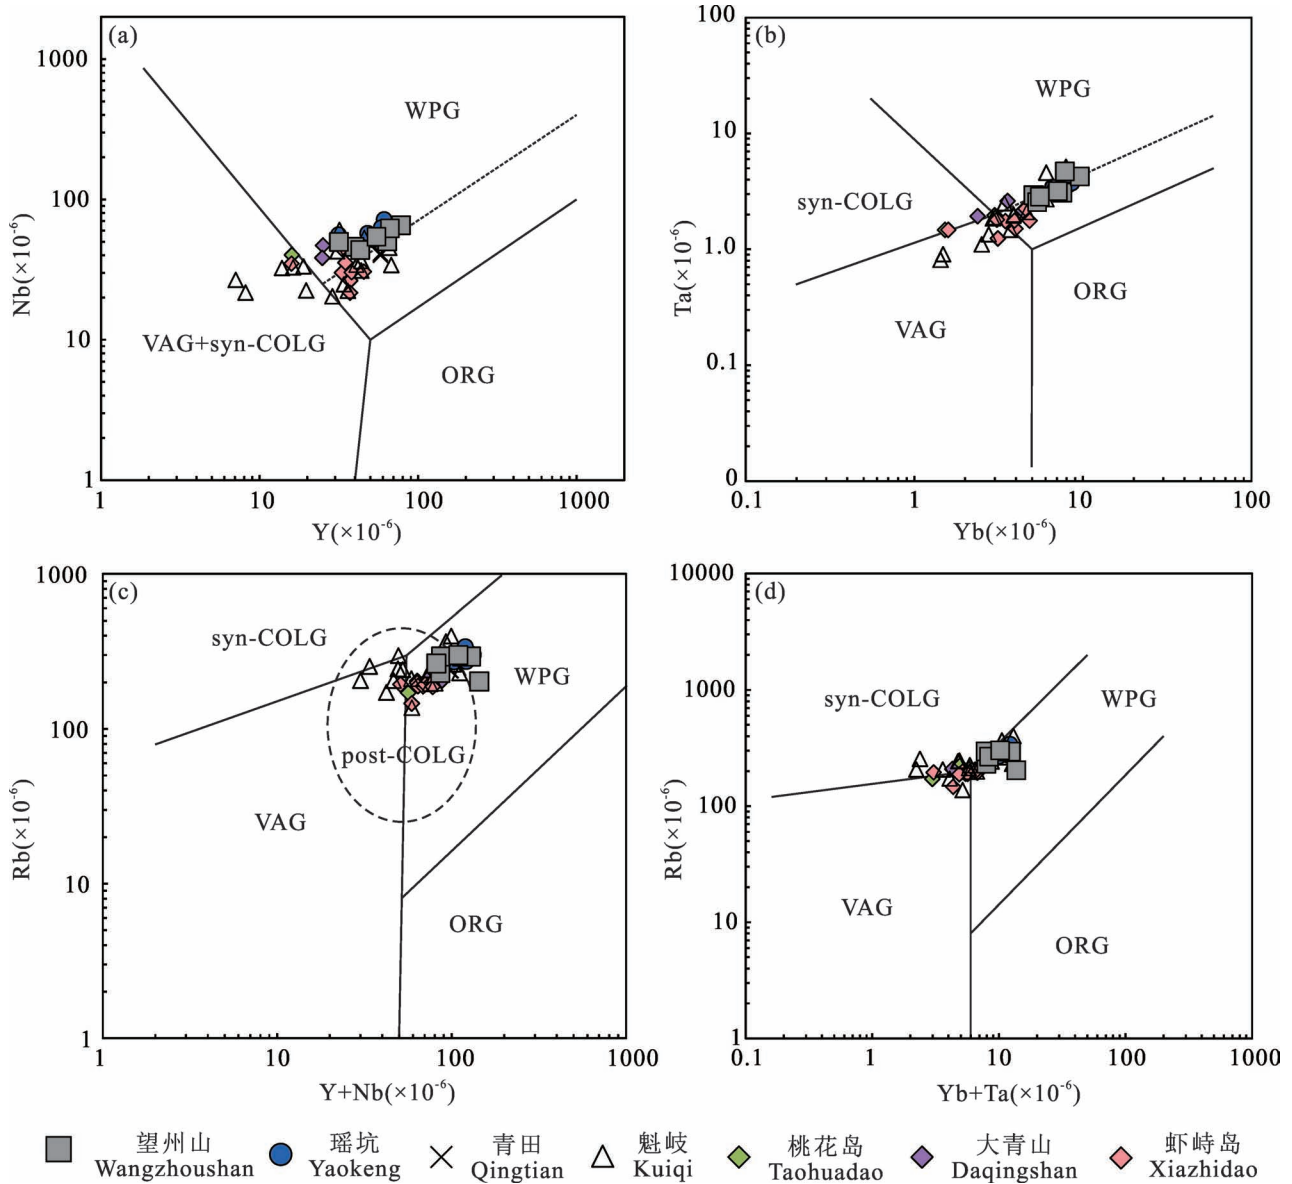 (a)
1000
100
10
1
Nb(×10⁻⁶)
WPG
VAG+syn-COLG
ORG
1
10
100
1000
Y(×10⁻⁶)
(b)
100
10
1.0
0.1
0
Ta(×10⁻⁶)
WPG
syn-COLG
VAG
ORG
0.1
1
10
100
Yb(×10⁻⁶)
(c)
1000
100
10
1
Rb(×10⁻⁶)
syn-COLG
WPG
post-COLG
VAG
ORG
1
10
100
1000
Y+Nb(×10⁻⁶)
(d)
10000
1000
100
10
1
Rb(×10⁻⁶)
syn-COLG
WPG
VAG
ORG
0.1
1
10
100
1000
Yb+Ta(×10⁻⁶)
望州山
Wangzhoushan
瑶坑
Yaokeng
青田
Qingtian
魁岐
Kuiqi
桃花岛
Taohuadao
大青山
Daqingshan
虾峙岛
Xiazhidao